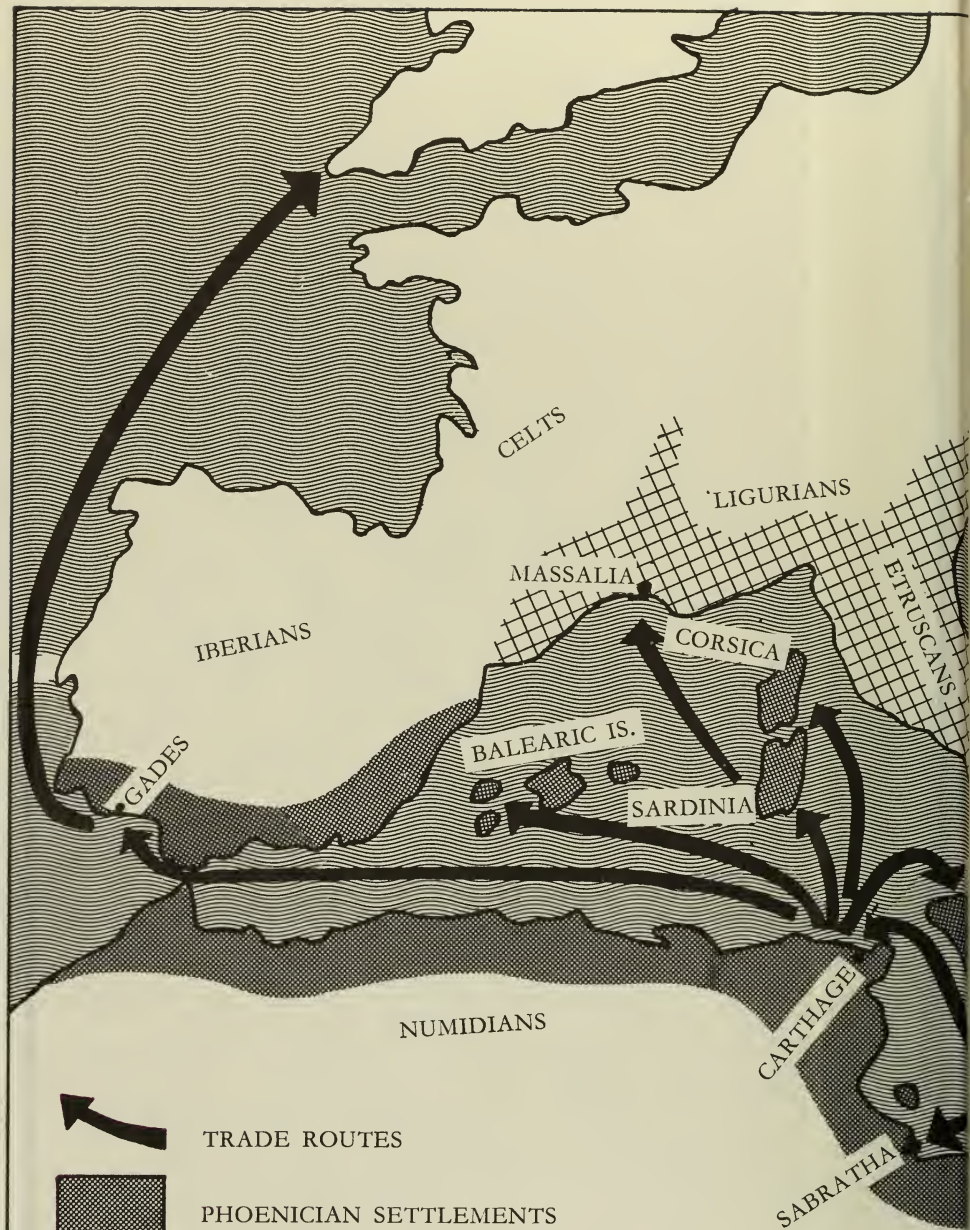 CELTS
LIGURIANS
MASSALIA
ETRUSCANS
CORSICA
IBERIANS
BALEARIC IS.
GADES
SARDINIA
CARTHAGE
NUMIDIANS
TRADE ROUTES
SABRATHA
PHOENICIAN SETTLEMENTS